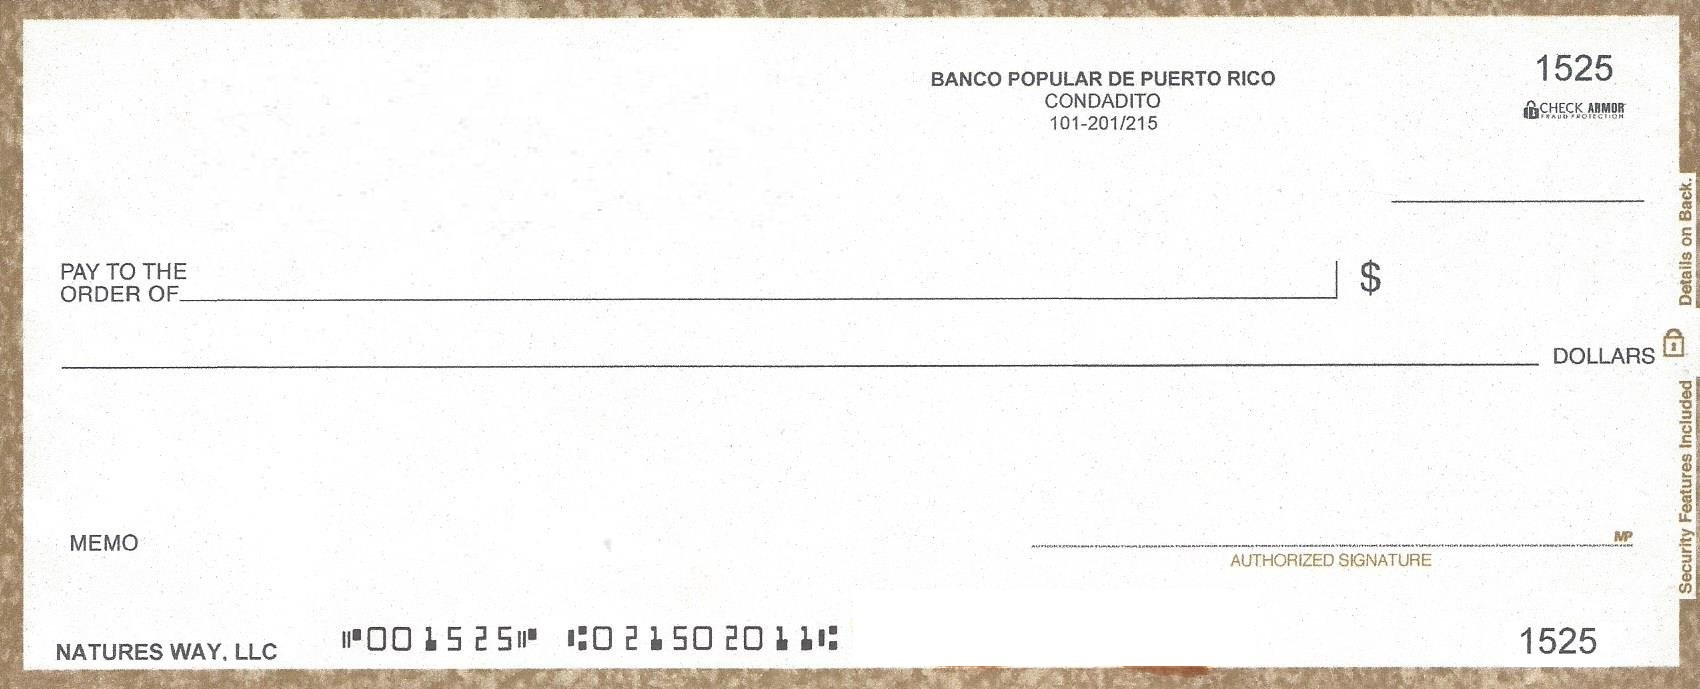 BANCO POPULAR DE PUERTO RICO
CONDADITO
101-201/215
1525
CHECK ARMOR
FRAUD PROTECTION
PAY TO THE
ORDER OF
$
DOLLARS
Details on Back.
Security Features Included
MEMO
MP
AUTHORIZED SIGNATURE
NATURES WAY, LLC
⑈001525⑈ ⑆021502011⑆
1525